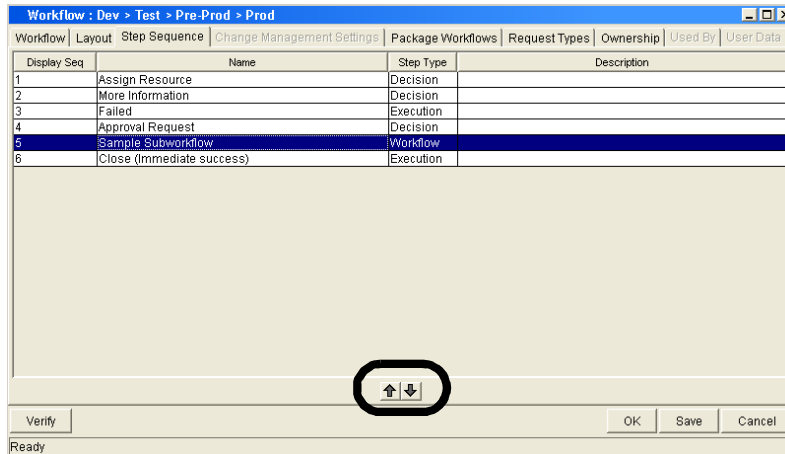 Workflow : Dev > Test > Pre-Prod > Prod
Workflow Layout Step Sequence Change Management Settings Package Workflows Request Types Ownership Used By User Data
Display Seq Name Step Type Description
1 Assign Resource Decision
2 More Information Decision
3 Failed Execution
4 Approval Request Decision
5 Sample Subworkflow Workflow
6 Close (Immediate success) Execution
Verify OK Save Cancel
Ready